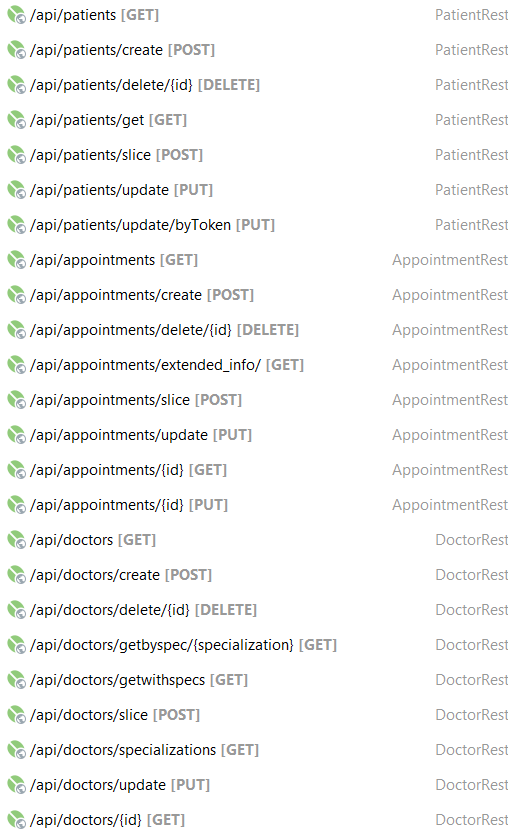 /api/patients [GET] PatientRest
/api/patients/create [POST] PatientRest
/api/patients/delete/{id} [DELETE] PatientRest
/api/patients/get [GET] PatientRest
/api/patients/slice [POST] PatientRest
/api/patients/update [PUT] PatientRest
/api/patients/update/byToken [PUT] PatientRest
/api/appointments [GET] AppointmentRest
/api/appointments/create [POST] AppointmentRest
/api/appointments/delete/{id} [DELETE] AppointmentRest
/api/appointments/extended_info/ [GET] AppointmentRest
/api/appointments/slice [POST] AppointmentRest
/api/appointments/update [PUT] AppointmentRest
/api/appointments/{id} [GET] AppointmentRest
/api/appointments/{id} [PUT] AppointmentRest
/api/doctors [GET] DoctorRest
/api/doctors/create [POST] DoctorRest
/api/doctors/delete/{id} [DELETE] DoctorRest
/api/doctors/getbyspec/{specialization} [GET] DoctorRest
/api/doctors/getwithspecs [GET] DoctorRest
/api/doctors/slice [POST] DoctorRest
/api/doctors/specializations [GET] DoctorRest
/api/doctors/update [PUT] DoctorRest
/api/doctors/{id} [GET] DoctorRest